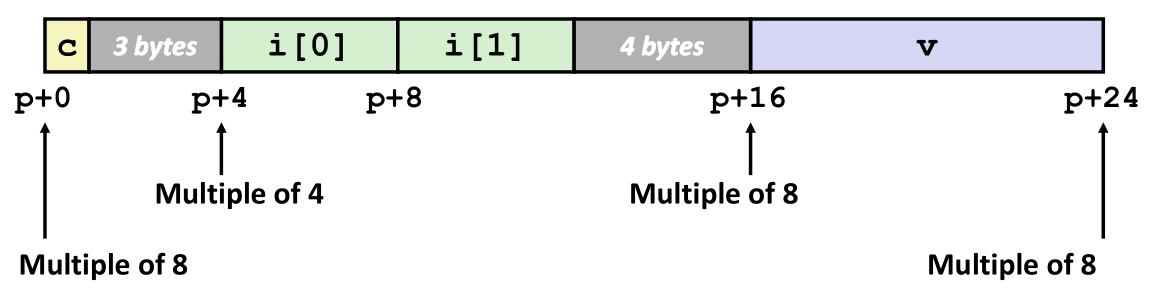 c 3 bytes i[0] i[1] 4 bytes v
p+0 p+4 p+8 p+16 p+24
Multiple of 4 Multiple of 8
Multiple of 8 Multiple of 8